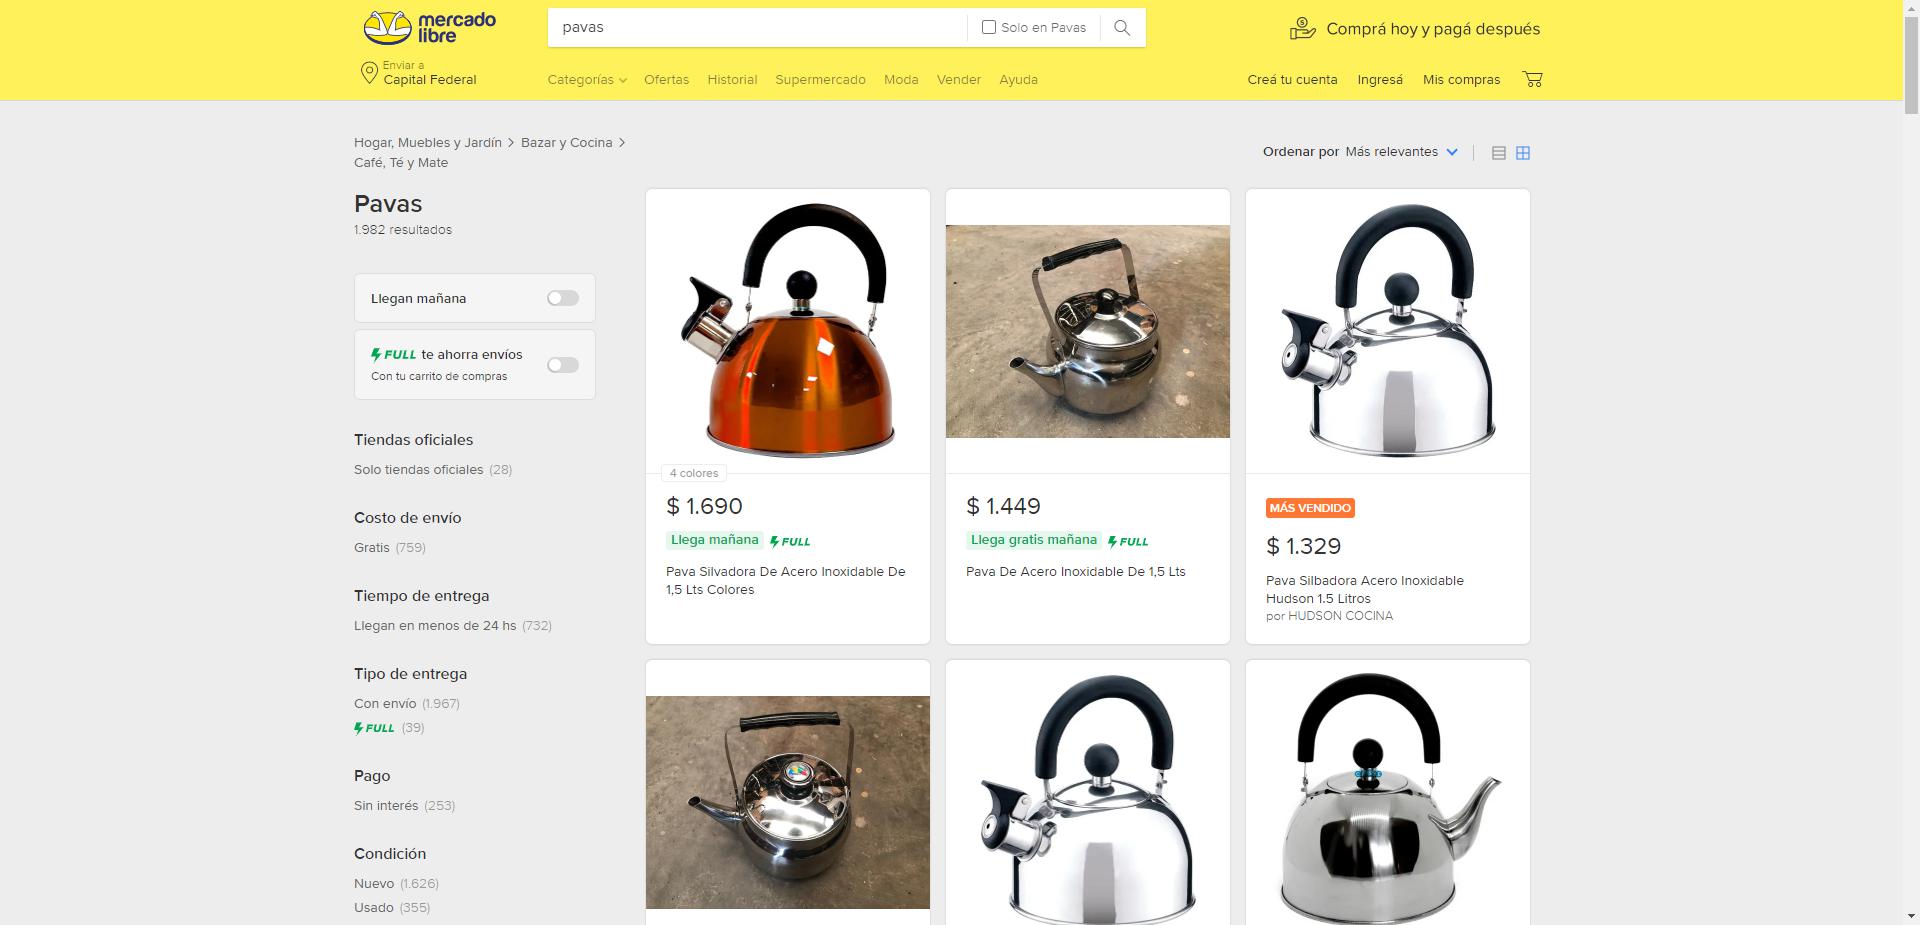 mercado
libre
pavas
Solo en Pavas
Comprá hoy y pagá después
Enviar a
Capital Federal
Categorías
Ofertas
Historial
Supermercado
Moda
Vender
Ayuda
Creá tu cuenta
Ingresá
Mis compras
Hogar, Muebles y Jardín > Bazar y Cocina >
Café, Té y Mate
Ordenar por Más relevantes
Pavas
1.982 resultados
Llegan mañana
FULL te ahorra envíos
Con tu carrito de compras
Tiendas oficiales
Solo tiendas oficiales (28)
Costo de envío
Gratis (759)
Tiempo de entrega
Llegan en menos de 24 hs (732)
Tipo de entrega
Con envío (1.967)
FULL (39)
Pago
Sin interés (253)
Condición
Nuevo (1.626)
Usado (355)
4 colores
$ 1.690
Llega mañana FULL
Pava Silvadora De Acero Inoxidable De
1,5 Lts Colores
$ 1.449
Llega gratis mañana FULL
Pava De Acero Inoxidable De 1,5 Lts
MÁS VENDIDO
$ 1.329
Pava Silbadora Acero Inoxidable
Hudson 1.5 Litros
por HUDSON COCINA